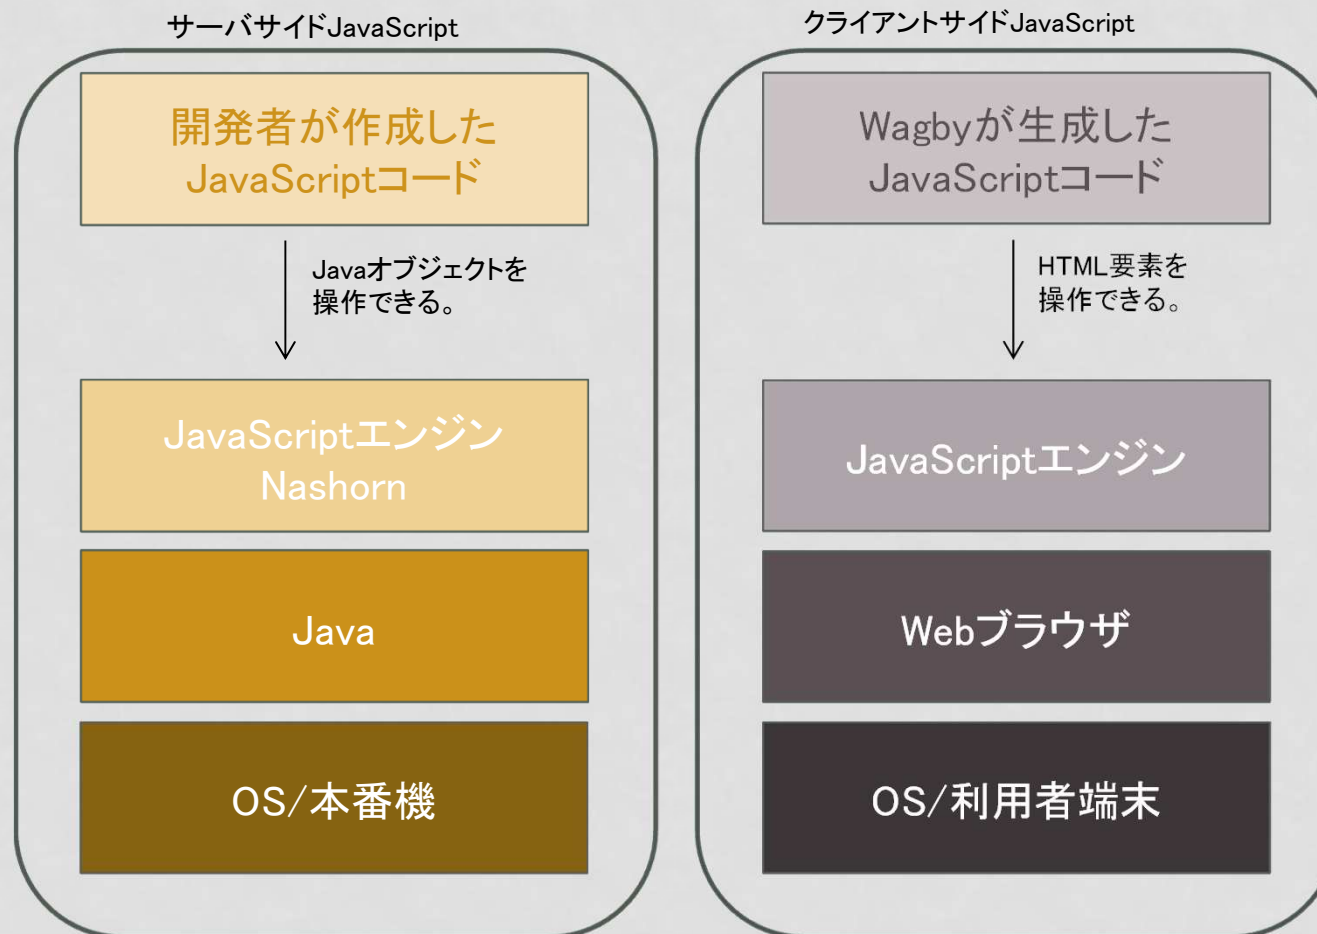 サーバサイドJavaScript
開発者が作成した
JavaScriptコード
Javaオブジェクトを
操作できる。
JavaScriptエンジン
Nashorn
Java
OS/本番機
クライアントサイドJavaScript
Wagbyが生成した
JavaScriptコード
HTML要素を
操作できる。
JavaScriptエンジン
Webブラウザ
OS/利用者端末